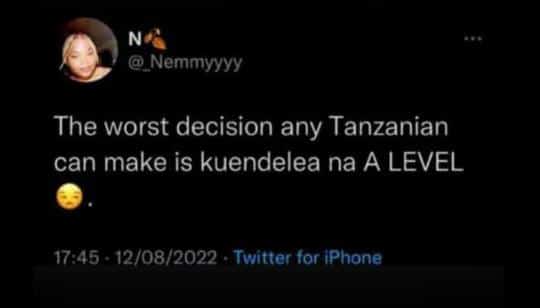 N🍂
@_Nemmyyyy
The worst decision any Tanzanian
can make is kuendelea na A LEVEL
😒.
17:45 · 12/08/2022 · Twitter for iPhone